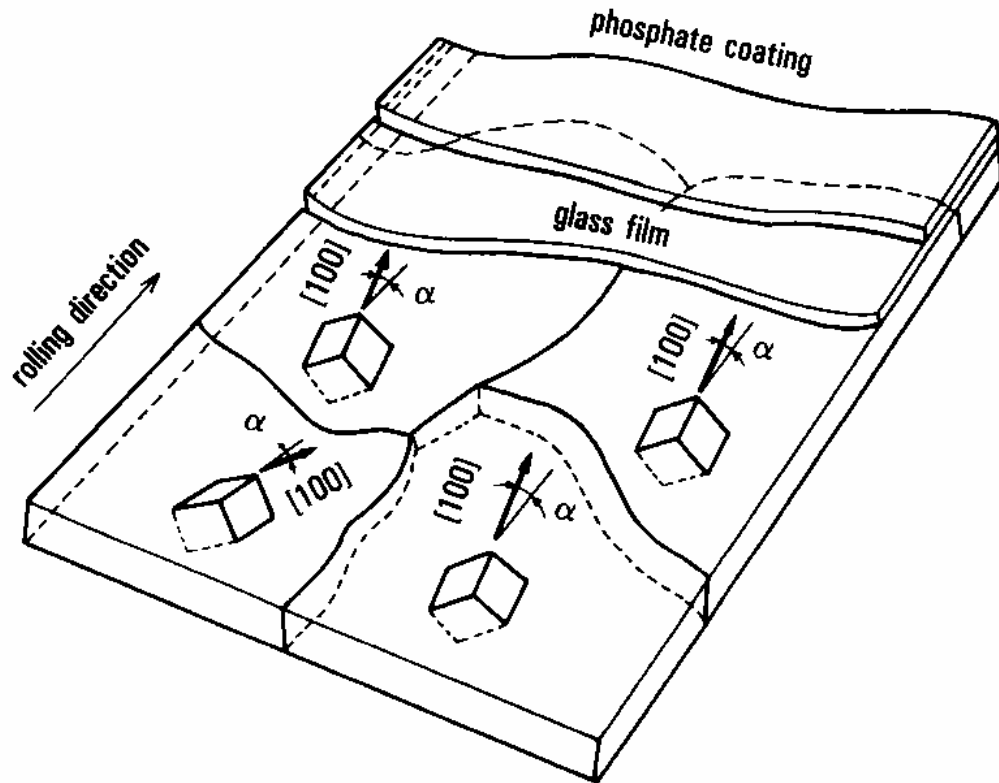 phosphate coating
glass film
rolling direction
[100]
α
[100]
α
α
[100]
[100]
α